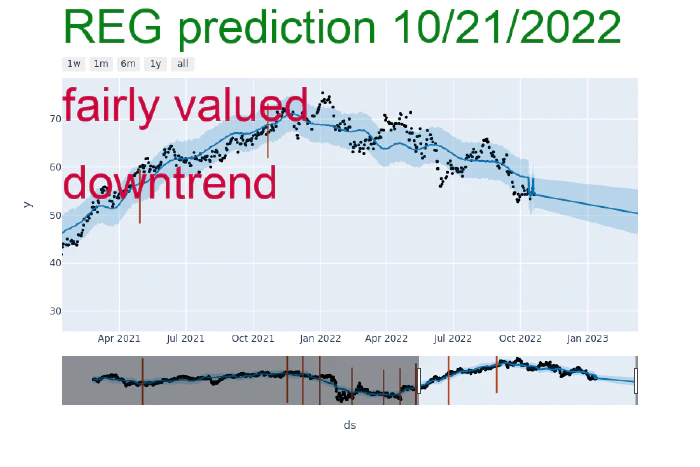 REG prediction 10/21/2022
1w 1m 6m 1y all
fairly valued
70
60
downtrend
y
50
40
30
Apr 2021 Jul 2021 Oct 2021 Jan 2022 Apr 2022 Jul 2022 Oct 2022 Jan 2023
ds